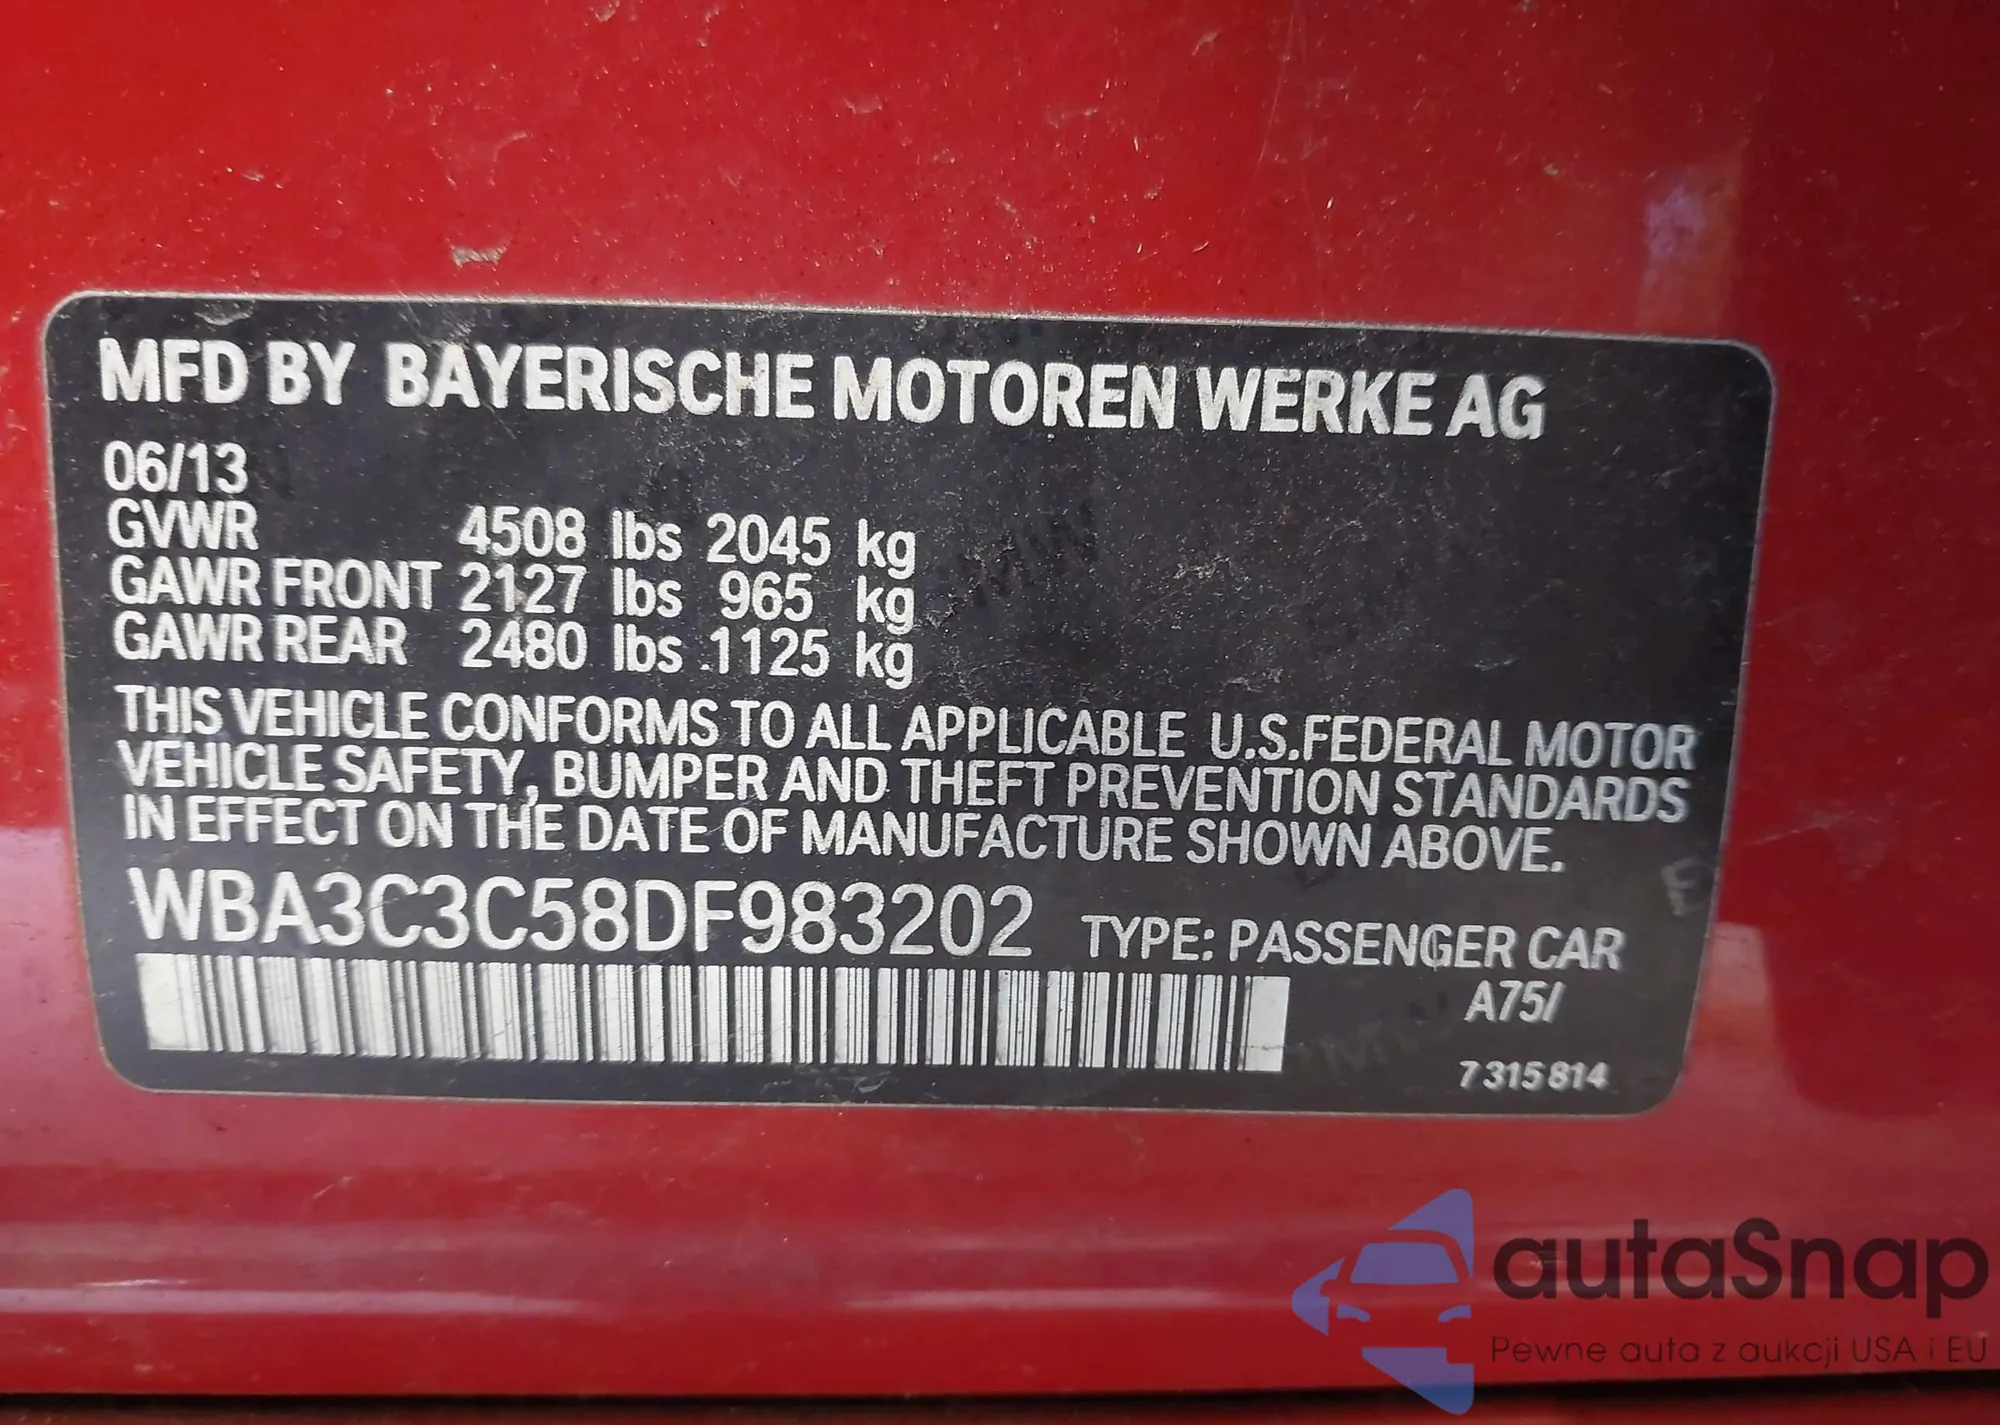 MFD BY BAYERISCHE MOTOREN WERKE AG
06/13
GVWR 4508 lbs 2045 kg
GAWR FRONT 2127 lbs 965 kg
GAWR REAR 2480 lbs 1125 kg
THIS VEHICLE CONFORMS TO ALL APPLICABLE U.S.FEDERAL MOTOR
VEHICLE SAFETY, BUMPER AND THEFT PREVENTION STANDARDS
IN EFFECT ON THE DATE OF MANUFACTURE SHOWN ABOVE.
WBA3C3C58DF983202 TYPE: PASSENGER CAR
A75/
7 315 814
autaSnap
Pewne auta z aukcji USA i EU